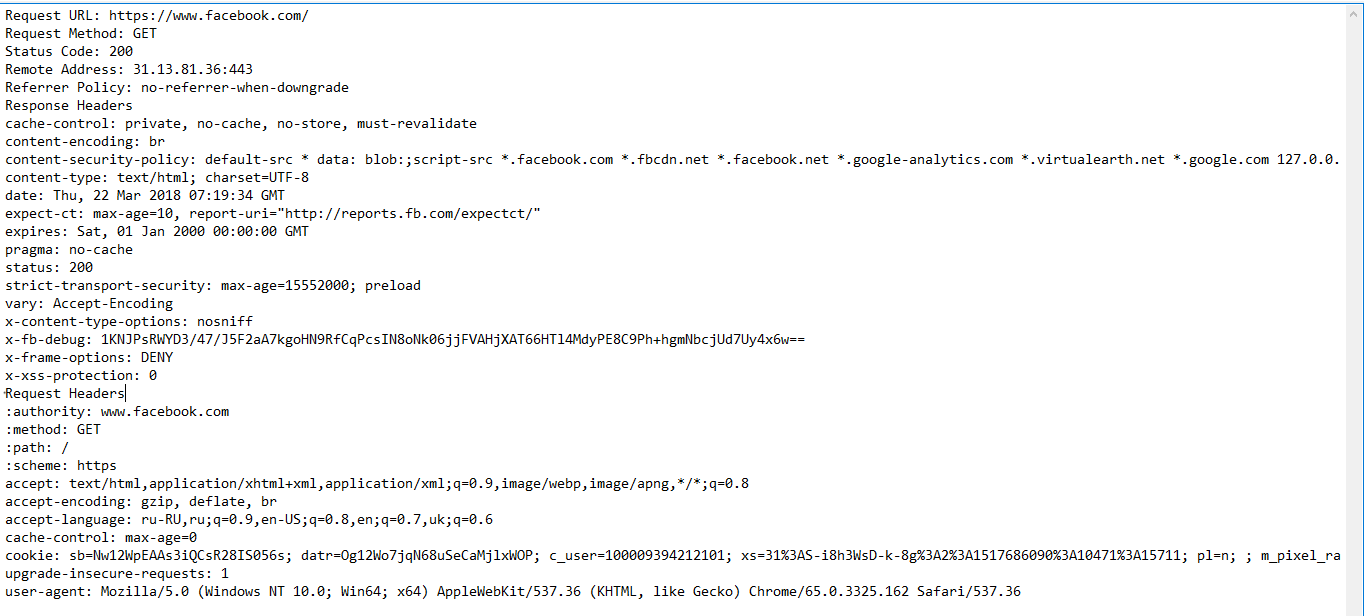 Request URL: https://www.facebook.com/
Request Method: GET
Status Code: 200
Remote Address: 31.13.81.36:443
Referrer Policy: no-referrer-when-downgrade
Response Headers
cache-control: private, no-cache, no-store, must-revalidate
content-encoding: br
content-security-policy: default-src * data: blob:;script-src *.facebook.com *.fbcdn.net *.facebook.net *.google-analytics.com *.virtualearth.net *.google.com 127.0.0.
content-type: text/html; charset=UTF-8
date: Thu, 22 Mar 2018 07:19:34 GMT
expect-ct: max-age=10, report-uri="http://reports.fb.com/expectct/"
expires: Sat, 01 Jan 2000 00:00:00 GMT
pragma: no-cache
status: 200
strict-transport-security: max-age=15552000; preload
vary: Accept-Encoding
x-content-type-options: nosniff
x-fb-debug: 1KNJPsRWYD3/47/J5F2aA7kgoHN9RfCqPcsIN8oNk06jjFVAHjXAT66HTl4MdyPE8C9Ph+hgmNbcjUd7Uy4x6w==
x-frame-options: DENY
x-xss-protection: 0
Request Headers
:authority: www.facebook.com
:method: GET
:path: /
:scheme: https
accept: text/html,application/xhtml+xml,application/xml;q=0.9,image/webp,image/apng,*/*;q=0.8
accept-encoding: gzip, deflate, br
accept-language: ru-RU,ru;q=0.9,en-US;q=0.8,en;q=0.7,uk;q=0.6
cache-control: max-age=0
cookie: sb=Nw12WpEAAs3iQCsR28IS056s; datr=Og12Wo7jqN68uSeCaMjlxWOP; c_user=100009394212101; xs=31%3AS-i8h3WsD-k-8g%3A2%3A1517686090%3A10471%3A15711; pl=n; ; m_pixel_ra
upgrade-insecure-requests: 1
user-agent: Mozilla/5.0 (Windows NT 10.0; Win64; x64) AppleWebKit/537.36 (KHTML, like Gecko) Chrome/65.0.3325.162 Safari/537.36